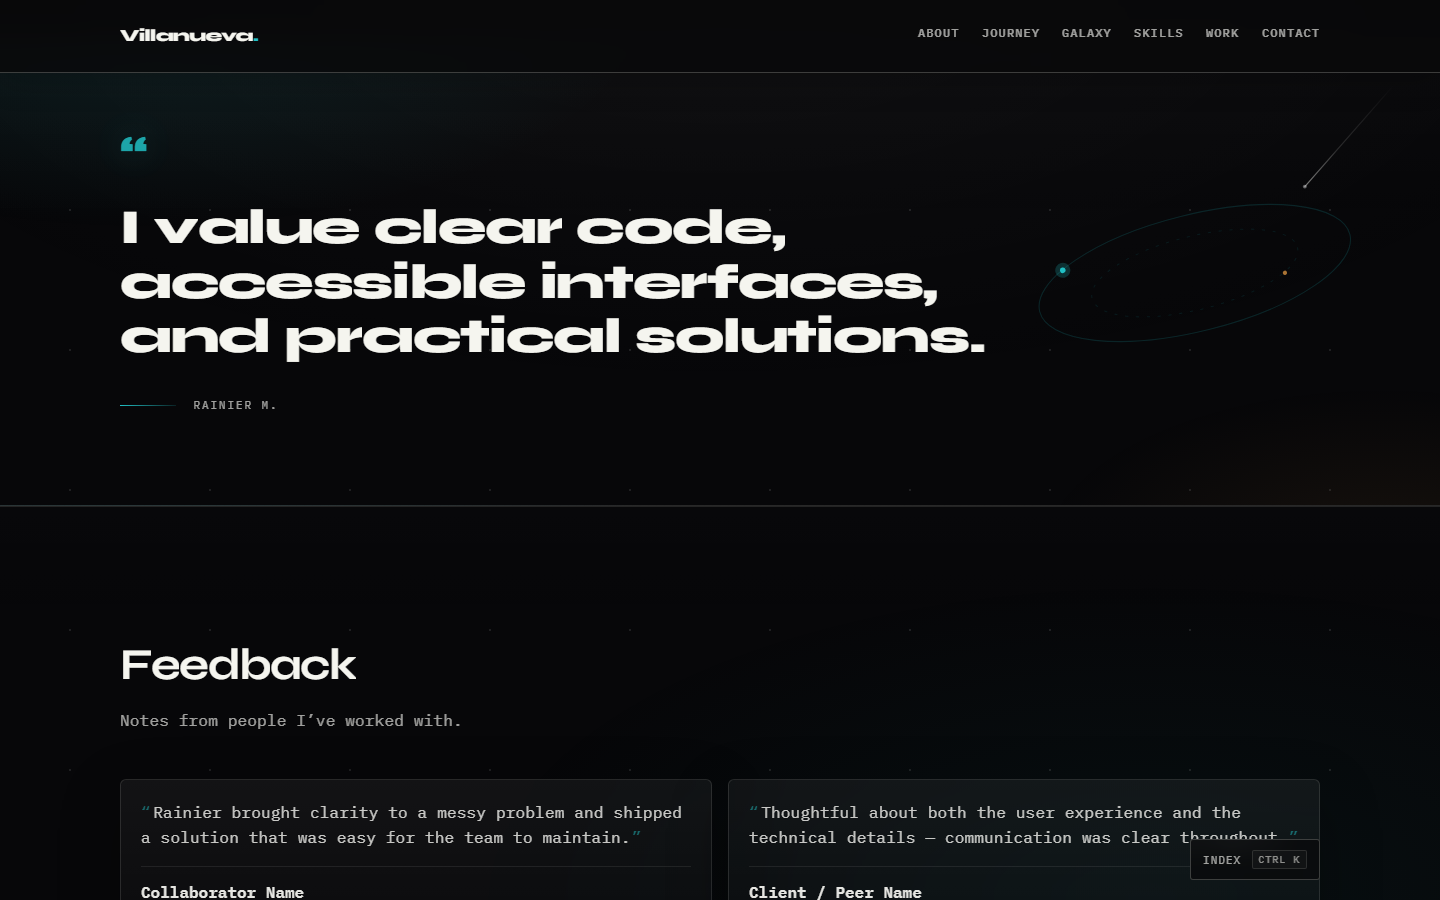 Villanueva.
ABOUT JOURNEY GALAXY SKILLS WORK CONTACT
“
I value clear code,
accessible interfaces,
and practical solutions.
RAINIER M.
Feedback
Notes from people I’ve worked with.
“Rainier brought clarity to a messy problem and shipped
a solution that was easy for the team to maintain.”
Collaborator Name
“Thoughtful about both the user experience and the
technical details — communication was clear throughout.”
Client / Peer Name
INDEX CTRL K